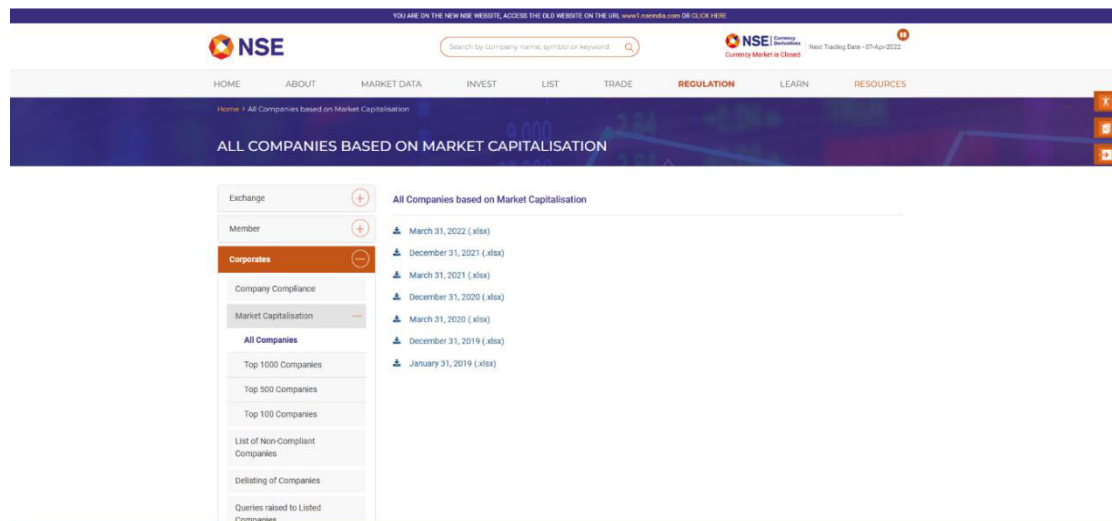 YOU ARE ON THE NEW NSE WEBSITE, ACCESS THE OLD WEBSITE ON THE URL www1.nseindia.com OR CLICK HERE
NSE
Search by company name, symbol or keyword
NSE Currency Derivatives
Currency Market is Closed
Next Trading Date - 07-Apr-2022
HOME ABOUT MARKET DATA INVEST LIST TRADE REGULATION LEARN RESOURCES
Home > All Companies based on Market Capitalisation
ALL COMPANIES BASED ON MARKET CAPITALISATION
Exchange
Member
Corporates
Company Compliance
Market Capitalisation
All Companies
Top 1000 Companies
Top 500 Companies
Top 100 Companies
List of Non-Compliant
Companies
Delisting of Companies
Queries raised to Listed
Companies
All Companies based on Market Capitalisation
March 31, 2022 (.xlsx)
December 31, 2021 (.xlsx)
March 31, 2021 (.xlsx)
December 31, 2020 (.xlsx)
March 31, 2020 (.xlsx)
December 31, 2019 (.xlsx)
January 31, 2019 (.xlsx)